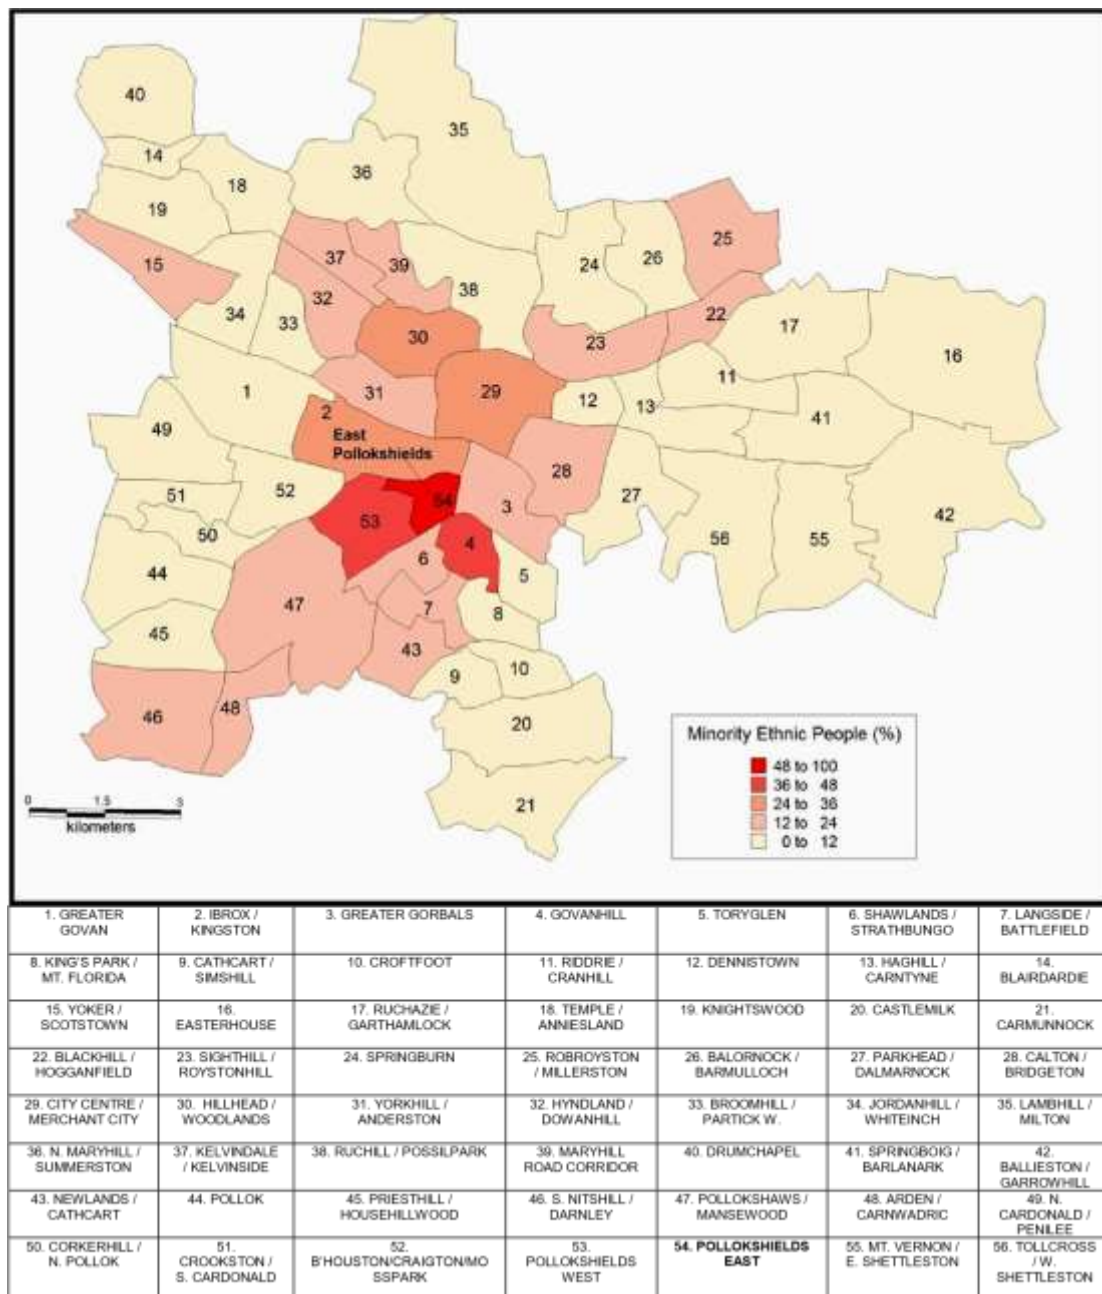 40
35
14
36
18
19
25
37
24
26
15
39
38
32
22
34
33
30
17
16
23
1
31
29
11
2
12
13
41
49
East
Pollokshields
28
51
52
54
3
27
42
53
50
4
56
55
44
6
5
47
7
8
45
43
10
9
46
48
20
21
Minority Ethnic People (%)
48 to 100
36 to 48
24 to 36
12 to 24
0 to 12
0 1.5 3
kilometers
1. GREATER
GOVAN
2. IBROX /
KINGSTON
3. GREATER GORBALS
4. GOVANHILL
5. TORYGLEN
6. SHAWLANDS /
STRATHBUNGO
7. LANGSIDE /
BATTLEFIELD
8. KING'S PARK /
MT. FLORIDA
9. CATHCART /
SIMSHILL
10. CROFTFOOT
11. RIDDRIE /
CRANHILL
12. DENNISTOWN
13. HAGHILL /
CARNTYNE
14.
BLAIRDARDIE
15. YOKER /
SCOTSTOWN
16.
EASTERHOUSE
17. RUCHAZIE /
GARTHAMLOCK
18. TEMPLE /
ANNIESLAND
19. KNIGHTSWOOD
20. CASTLEMILK
21.
CARMUNNOCK
22. BLACKHILL /
HOGGANFIELD
23. SIGHTHILL /
ROYSTONHILL
24. SPRINGBURN
25. ROBROYSTON
/ MILLERSTON
26. BALORNOCK /
BARMULLOCH
27. PARKHEAD /
DALMARNOCK
28. CALTON /
BRIDGETON
29. CITY CENTRE /
MERCHANT CITY
30. HILLHEAD /
WOODLANDS
31. YORKHILL /
ANDERSTON
32. HYNDLAND /
DOWANHILL
33. BROOMHILL /
PARTICK W.
34. JORDANHILL /
WHITEINCH
35. LAMBHILL /
MILTON
36. N. MARYHILL /
SUMMERSTON
37. KELVINDALE
/ KELVINSIDE
38. RUCHILL / POSSILPARK
39. MARYHILL
ROAD CORRIDOR
40. DRUMCHAPEL
41. SPRINGBOIG /
BARLANARK
42.
BALLIESTON /
GARROWHILL
43. NEWLANDS /
CATHCART
44. POLLOK
45. PRIESTHILL /
HOUSEHILLWOOD
46. S. NITSHILL /
DARNLEY
47. POLLOKSHAWS /
MANSEWOOD
48. ARDEN /
CARNWADRIC
49. N.
CARDONALD /
PENILEE
50. CORKERHILL /
N. POLLOK
51.
CROOKSTON /
S. CARDONALD
52.
B'HOUSTON/CRAIGTON/MO
SSPARK
53.
POLLOKSHIELDS
WEST
54. POLLOKSHIELDS
EAST
55. MT. VERNON /
E. SHETTLESTON
56. TOLLCROSS
/ W.
SHETTLESTON